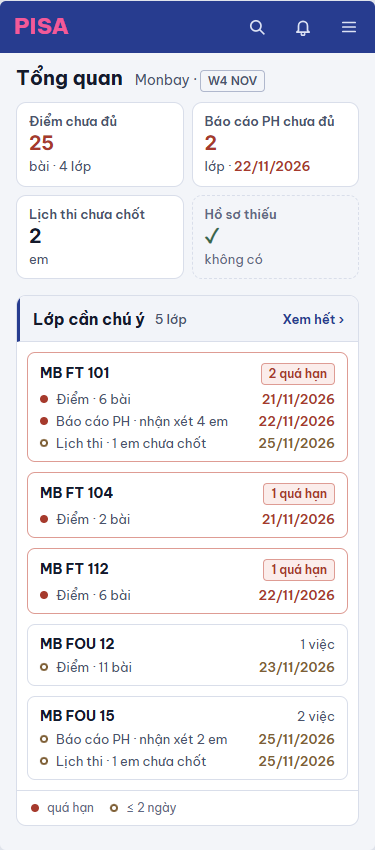 PISA
Tổng quan Monbay · W4 NOV
Điểm chưa đủ
25
bài · 4 lớp
Báo cáo PH chưa đủ
2
lớp · 22/11/2026
Lịch thi chưa chốt
2
em
Hồ sơ thiếu
✓
không có
Lớp cần chú ý 5 lớp Xem hết ›
MB FT 101 2 quá hạn
Điểm · 6 bài 21/11/2026
Báo cáo PH · nhận xét 4 em 22/11/2026
Lịch thi · 1 em chưa chốt 25/11/2026
MB FT 104 1 quá hạn
Điểm · 2 bài 21/11/2026
MB FT 112 1 quá hạn
Điểm · 6 bài 22/11/2026
MB FOU 12 1 việc
Điểm · 11 bài 23/11/2026
MB FOU 15 2 việc
Báo cáo PH · nhận xét 2 em 25/11/2026
Lịch thi · 1 em chưa chốt 25/11/2026
quá hạn ≤ 2 ngày